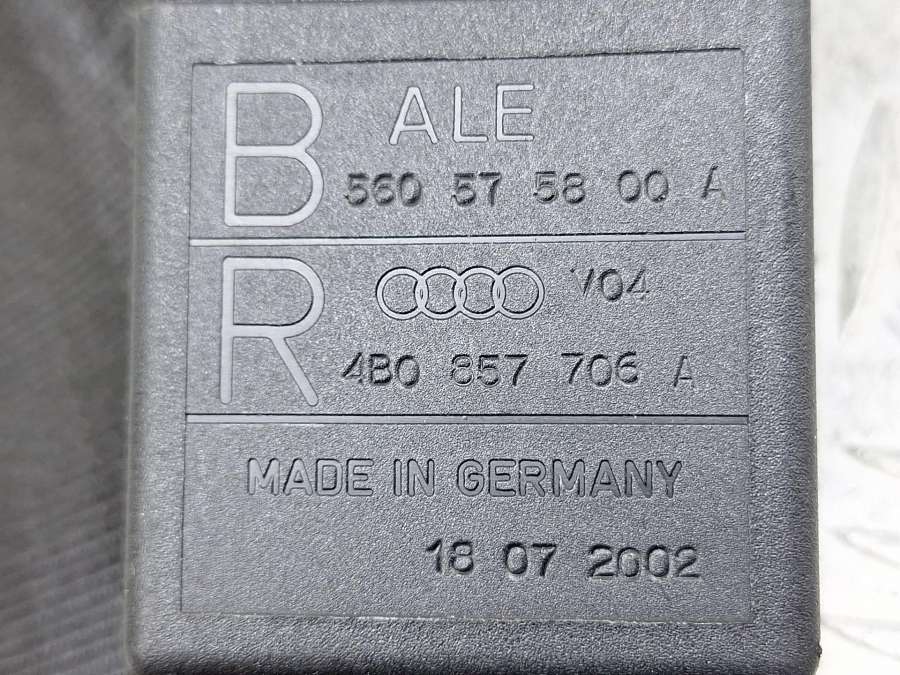 B ALE
560 57 58 00 A
R V04
4B0 857 706 A
MADE IN GERMANY
18 07 2002